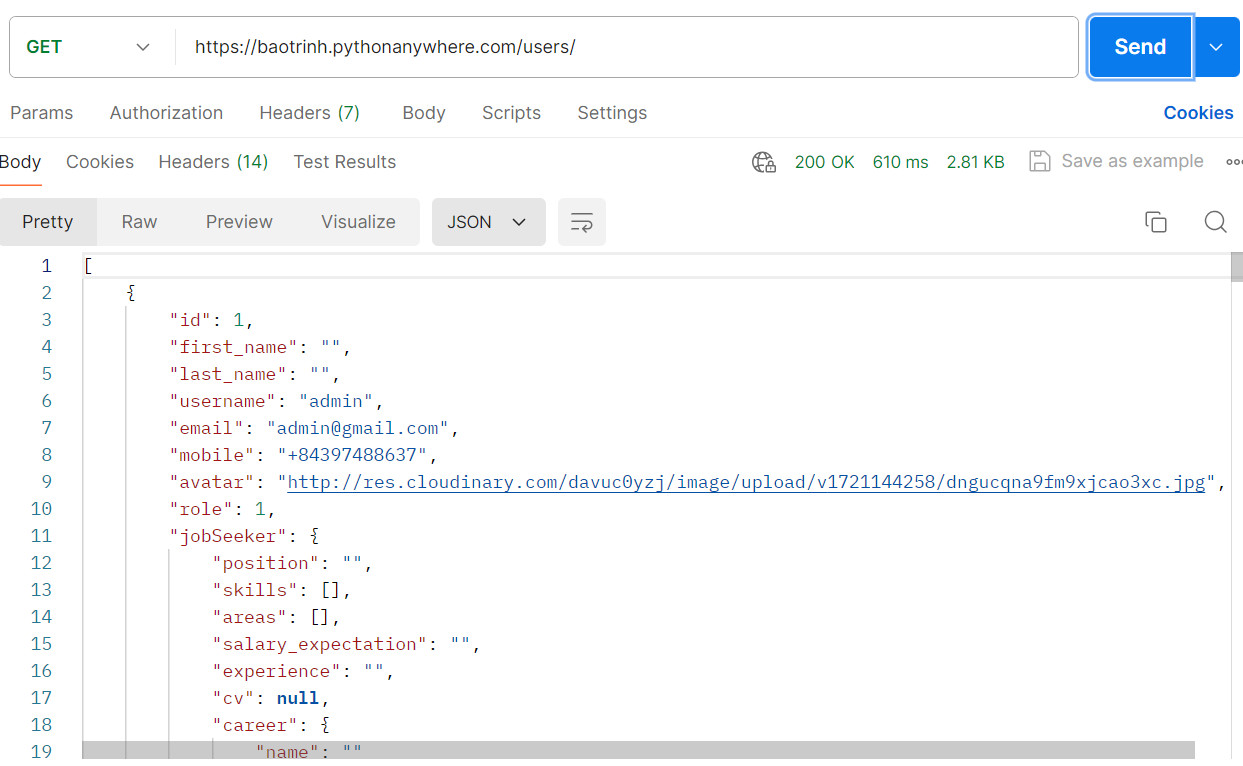 GET https://baotrinh.pythonanywhere.com/users/ Send
Params Authorization Headers (7) Body Scripts Settings Cookies
Body Cookies Headers (14) Test Results 200 OK 610 ms 2.81 KB Save as example
Pretty Raw Preview Visualize JSON
1 [
2 {
3 "id": 1,
4 "first_name": "",
5 "last_name": "",
6 "username": "admin",
7 "email": "admin@gmail.com",
8 "mobile": "+84397488637",
9 "avatar": "http://res.cloudinary.com/davuc0yzj/image/upload/v1721144258/dngucqna9fm9xjcao3xc.jpg",
10 "role": 1,
11 "jobSeeker": {
12 "position": "",
13 "skills": [],
14 "areas": [],
15 "salary_expectation": "",
16 "experience": "",
17 "cv": null,
18 "career": {
19 "name": ""